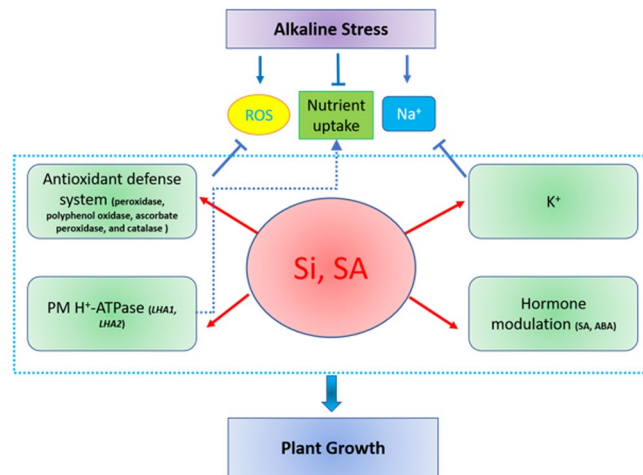 Alkaline Stress
ROS
Nutrient
uptake
Na⁺
Antioxidant defense
system (peroxidase,
polyphenol oxidase, ascorbate
peroxidase, and catalase )
K⁺
Si, SA
PM H⁺-ATPase (LHA1,
LHA2)
Hormone
modulation (SA, ABA)
Plant Growth